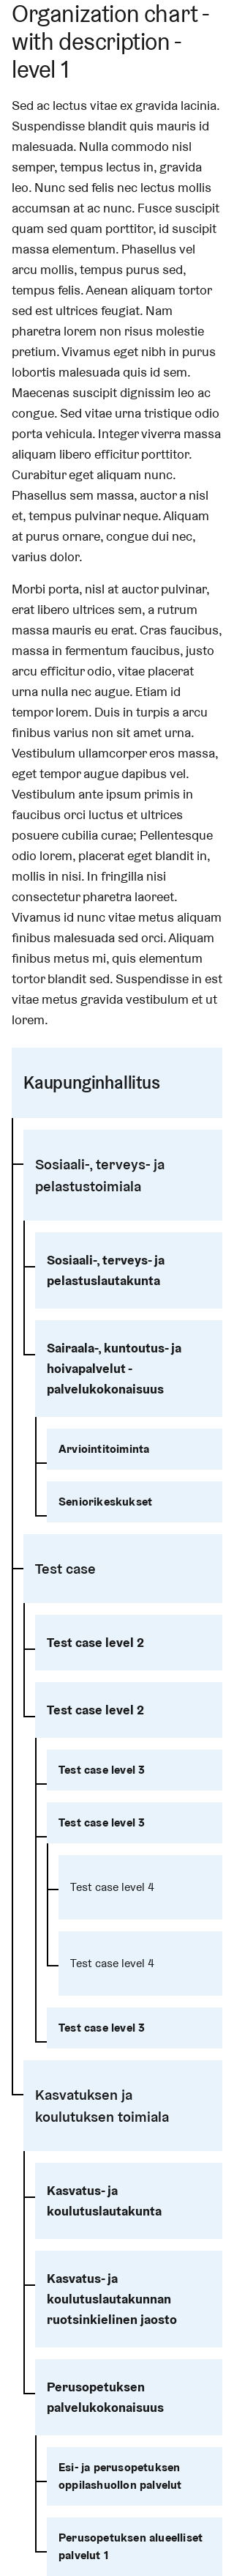 Organization chart -
with description -
level 1
Sed ac lectus vitae ex gravida lacinia.
Suspendisse blandit quis mauris id
malesuada. Nulla commodo nisl
semper, tempus lectus in, gravida
leo. Nunc sed felis nec lectus mollis
accumsan at ac nunc. Fusce suscipit
quam sed quam porttitor, id suscipit
massa elementum. Phasellus vel
arcu mollis, tempus purus sed,
tempus felis. Aenean aliquam tortor
sed est ultrices feugiat. Nam
pharetra lorem non risus molestie
pretium. Vivamus eget nibh in purus
lobortis malesuada quis id sem.
Maecenas suscipit dignissim leo ac
congue. Sed vitae urna tristique odio
porta vehicula. Integer viverra massa
aliquam libero efficitur porttitor.
Curabitur eget aliquam nunc.
Phasellus sem massa, auctor a nisl
et, tempus pulvinar neque. Aliquam
at purus ornare, congue dui nec,
varius dolor.
Morbi porta, nisl at auctor pulvinar,
erat libero ultrices sem, a rutrum
massa mauris eu erat. Cras faucibus,
massa in fermentum faucibus, justo
arcu efficitur odio, vitae placerat
urna nulla nec augue. Etiam id
tempor lorem. Duis in turpis a arcu
finibus varius non sit amet urna.
Vestibulum ullamcorper eros massa,
eget tempor augue dapibus vel.
Vestibulum ante ipsum primis in
faucibus orci luctus et ultrices
posuere cubilia curae; Pellentesque
odio lorem, placerat eget blandit in,
mollis in nisi. In fringilla nisi
consectetur pharetra laoreet.
Vivamus id nunc vitae metus aliquam
finibus malesuada sed orci. Aliquam
finibus metus mi, quis elementum
tortor blandit sed. Suspendisse in est
vitae metus gravida vestibulum et ut
lorem.
Kaupunginhallitus
Sosiaali-, terveys- ja
pelastustoimiala
Sosiaali-, terveys- ja
pelastuslautakunta
Sairaala-, kuntoutus- ja
hoivapalvelut -
palvelukokonaisuus
Arviointitoiminta
Seniorikeskukset
Test case
Test case level 2
Test case level 2
Test case level 3
Test case level 3
Test case level 4
Test case level 4
Test case level 3
Kasvatuksen ja
koulutuksen toimiala
Kasvatus- ja
koulutuslautakunta
Kasvatus- ja
koulutuslautakunnan
ruotsinkielinen jaosto
Perusopetuksen
palvelukokonaisuus
Esi- ja perusopetuksen
oppilashuollon palvelut
Perusopetuksen alueelliset
palvelut 1